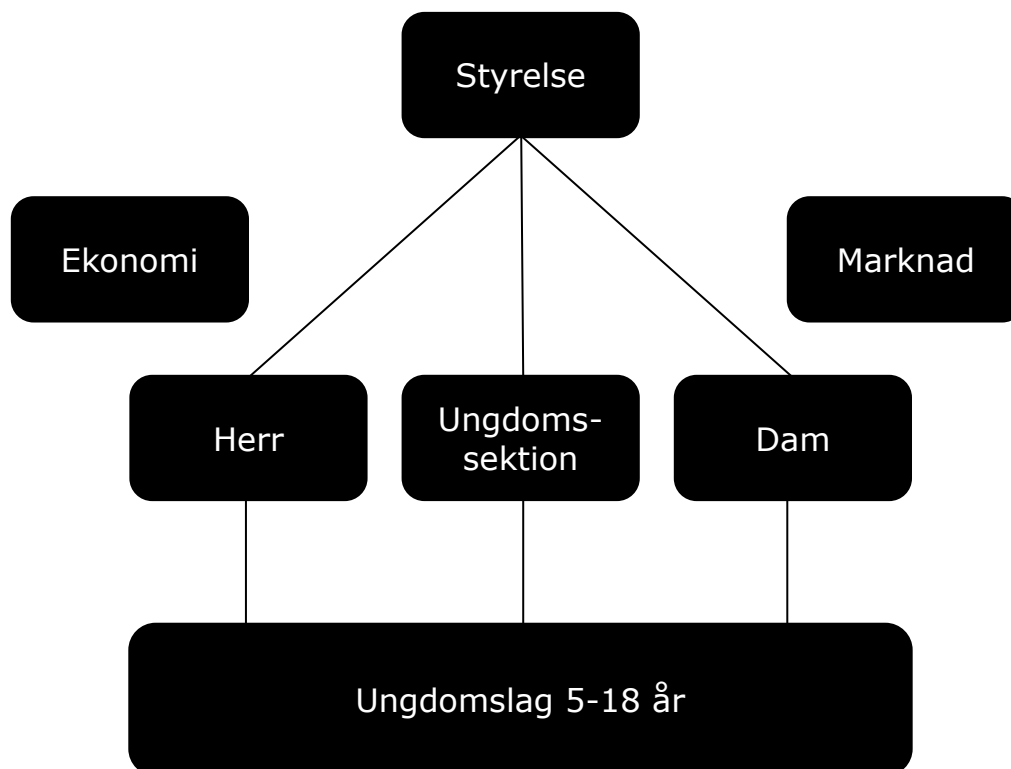 Styrelse
Ekonomi
Marknad
Herr
Ungdoms-
sektion
Dam
Ungdomslag 5-18 år